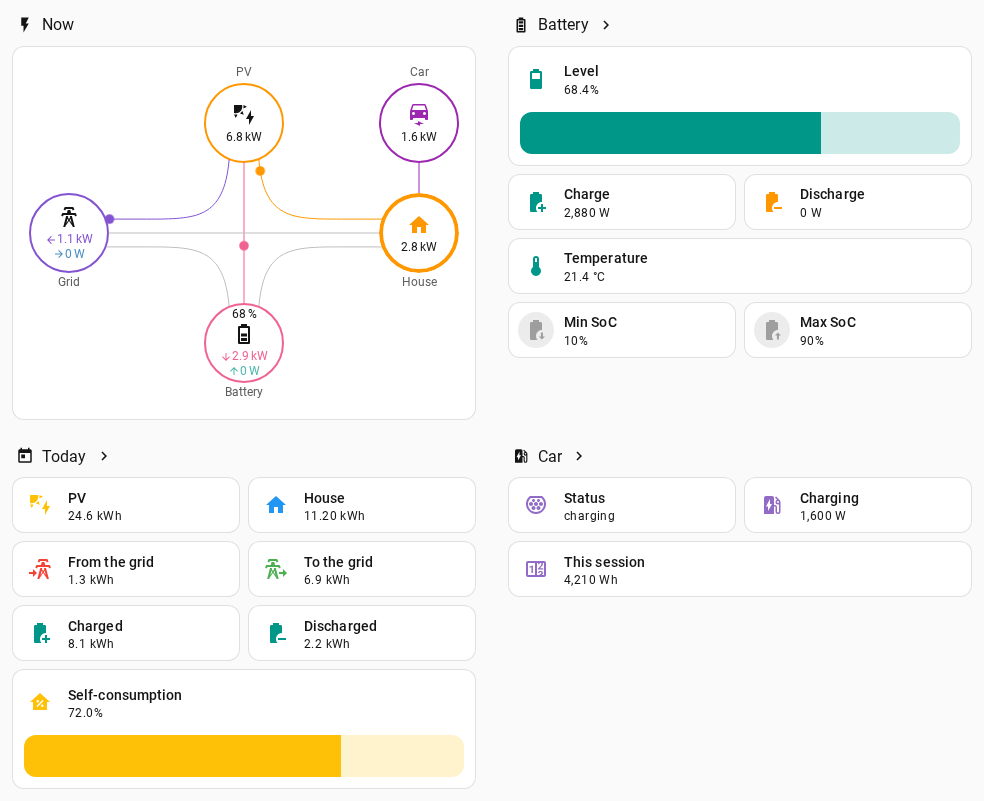 Now
PV
6.8 kW
Car
1.6 kW
←1.1 kW
→0 W
Grid
2.8 kW
House
68 %
↓2.9 kW
↑0 W
Battery
Battery
Level
68.4%
Charge
2,880 W
Discharge
0 W
Temperature
21.4 °C
Min SoC
10%
Max SoC
90%
Today
PV
24.6 kWh
House
11.20 kWh
From the grid
1.3 kWh
To the grid
6.9 kWh
Charged
8.1 kWh
Discharged
2.2 kWh
Self-consumption
72.0%
Car
Status
charging
Charging
1,600 W
This session
4,210 Wh